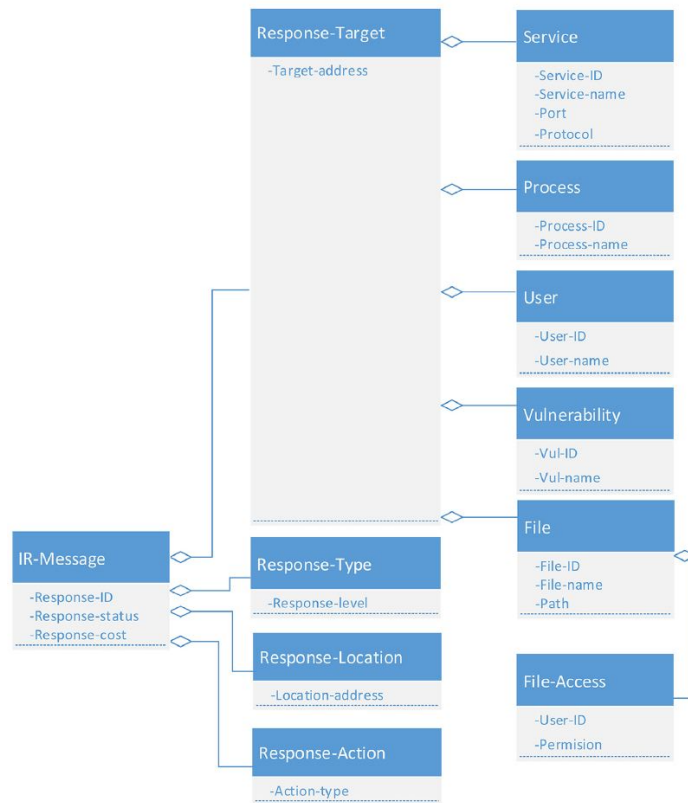 Response-Target
-Target-address
Service
-Service-ID
-Service-name
-Port
-Protocol
Process
-Process-ID
-Process-name
User
-User-ID
-User-name
Vulnerability
-Vul-ID
-Vul-name
File
-File-ID
-File-name
-Path
IR-Message
-Response-ID
-Response-status
-Response-cost
Response-Type
-Response-level
Response-Location
-Location-address
Response-Action
-Action-type
File-Access
-User-ID
-Permision